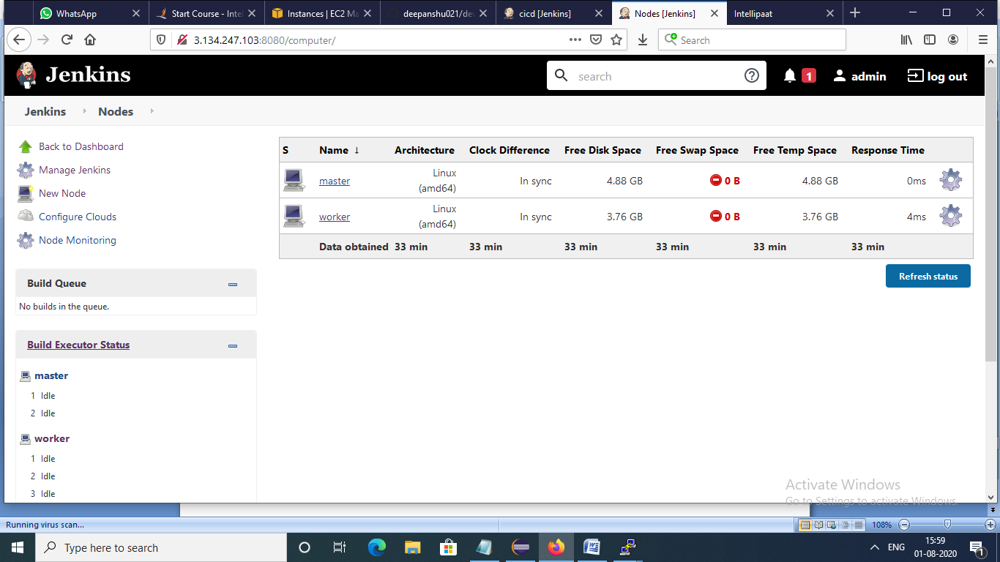 WhatsApp
Start Course - Intel
Instances | EC2 Ma
deepanshu021/de
cicd [Jenkins]
Nodes [Jenkins]
Intellipaat
3.134.247.103:8080/computer/
Search
Jenkins
search
1
admin
log out
Jenkins
Nodes
Back to Dashboard
Manage Jenkins
New Node
Configure Clouds
Node Monitoring
Build Queue
No builds in the queue.
Build Executor Status
master
1 Idle
2 Idle
worker
1 Idle
2 Idle
3 Idle
S Name ↓ Architecture Clock Difference Free Disk Space Free Swap Space Free Temp Space Response Time
master Linux (amd64) In sync 4.88 GB 0 B 4.88 GB 0ms
worker Linux (amd64) In sync 3.76 GB 0 B 3.76 GB 4ms
Data obtained 33 min 33 min 33 min 33 min 33 min 33 min
Refresh status
Activate Windows
Go to Settings to activate Windows.
Running virus scan...
108%
Type here to search
ENG
15:59
01-08-2020
1